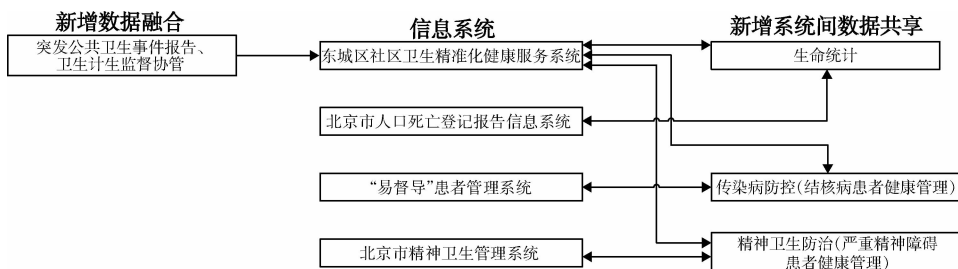 新增数据融合
信息系统
新增系统间数据共享
突发公共卫生事件报告、
卫生计生监督协管
东城区社区卫生精准化健康服务系统
生命统计
北京市人口死亡登记报告信息系统
“易督导”患者管理系统
传染病防控(结核病患者健康管理)
北京市精神卫生管理系统
精神卫生防治(严重精神障碍
患者健康管理)